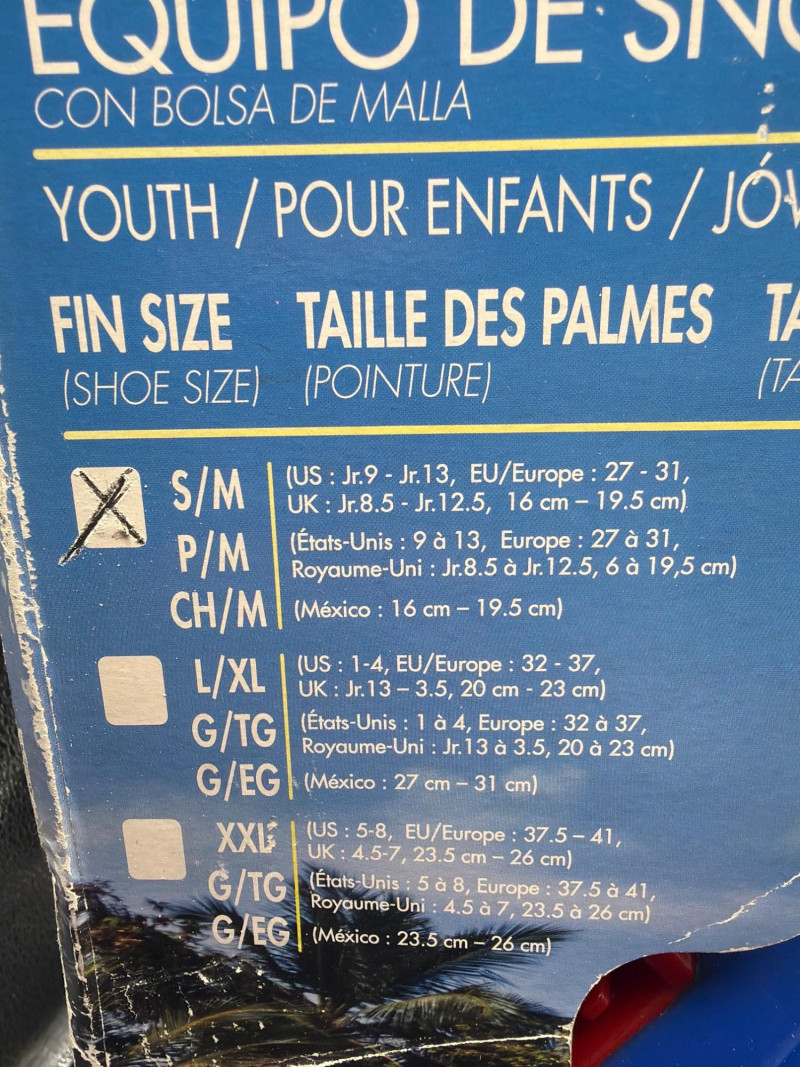 EQUIPO DE
CON BOLSA DE MALLA
YOUTH / POUR ENFANTS /
FIN SIZE TAILLE DES PALMES
(SHOE SIZE) (POINTURE)
S/M (US : Jr.9 - Jr.13, EU/Europe : 27 - 31,
UK : Jr.8.5 - Jr.12.5, 16 cm – 19.5 cm)
P/M (États-Unis : 9 à 13, Europe : 27 à 31,
Royaume-Uni : Jr.8.5 à Jr.12.5, 6 à 19,5 cm)
CH/M (México : 16 cm – 19.5 cm)
L/XL (US : 1-4, EU/Europe : 32 - 37,
UK : Jr.13 – 3.5, 20 cm - 23 cm)
G/TG (États-Unis : 1 à 4, Europe : 32 à 37,
Royaume-Uni : Jr.13 à 3.5, 20 à 23 cm)
G/EG (México : 27 cm – 31 cm)
XXL (US : 5-8, EU/Europe : 37.5 – 41,
UK : 4.5-7, 23.5 cm – 26 cm)
G/TG (États-Unis : 5 à 8, Europe : 37.5 à 41,
Royaume-Uni : 4.5 à 7, 23.5 à 26 cm)
G/EG (México : 23.5 cm – 26 cm)